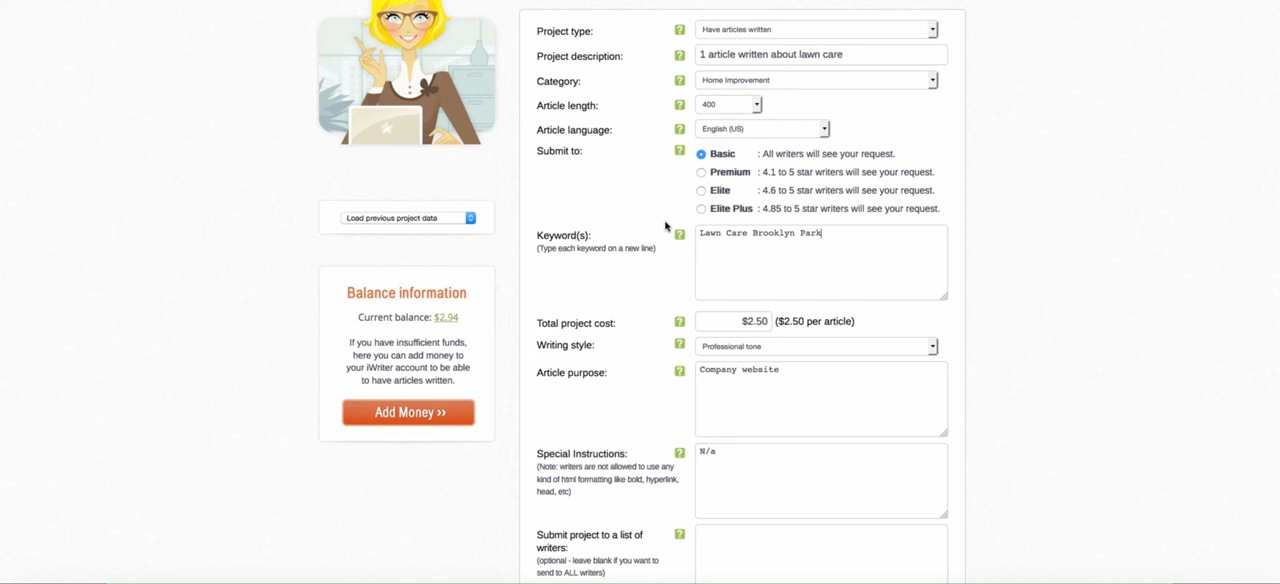 Project type: ? Have articles written
Project description: ? 1 article written about lawn care
Category: ? Home Improvement
Article length: ? 400
Article language: ? English (US)
Submit to: ? Basic : All writers will see your request.
Premium : 4.1 to 5 star writers will see your request.
Elite : 4.6 to 5 star writers will see your request.
Elite Plus : 4.85 to 5 star writers will see your request.
Load previous project data
Keyword(s): ? Lawn Care Brooklyn Park
(Type each keyword on a new line)
Balance information
Current balance: $2.94
If you have insufficient funds,
here you can add money to
your iWriter account to be able
to have articles written.
Add Money >>
Total project cost: ? $2.50 ($2.50 per article)
Writing style: ? Professional tone
Article purpose: ? Company website
Special Instructions: ? N/a
(Note: writers are not allowed to use any
kind of html formatting like bold, hyperlink,
head, etc)
Submit project to a list of ?
writers:
(optional - leave blank if you want to
send to ALL writers)